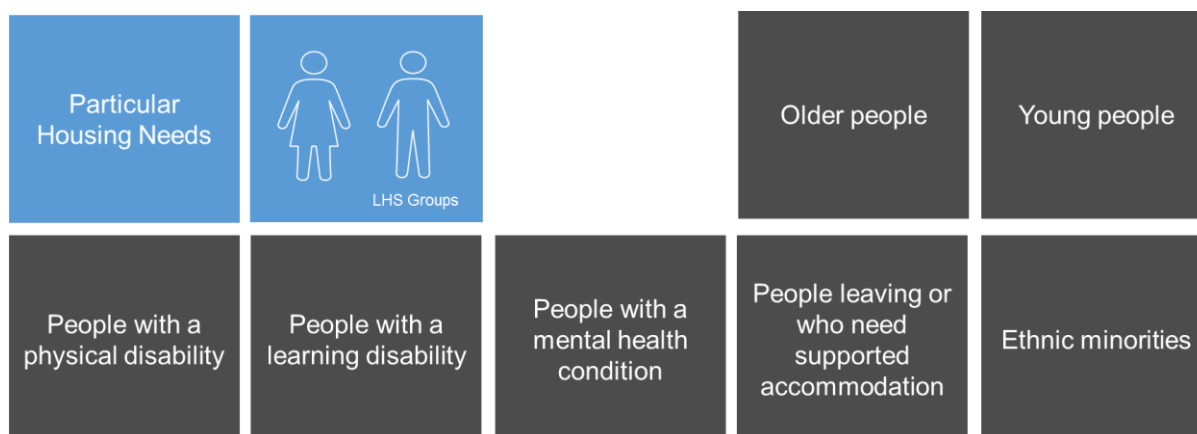 Particular
Housing Needs
LHS Groups
Older people
Young people
People with a
physical disability
People with a
learning disability
People with a
mental health
condition
People leaving or
who need
supported
accommodation
Ethnic minorities